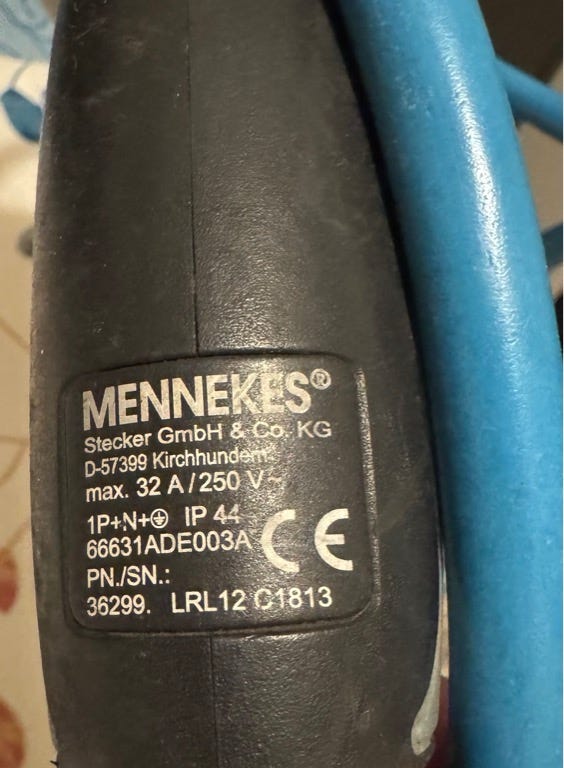 MENNEKES®
Stecker GmbH & Co. KG
D-57399 Kirchhundem
max. 32 A / 250 V ~
1P+N+⏚ IP 44
66631ADE003A CE
PN./SN.:
36299. LRL12 C1813